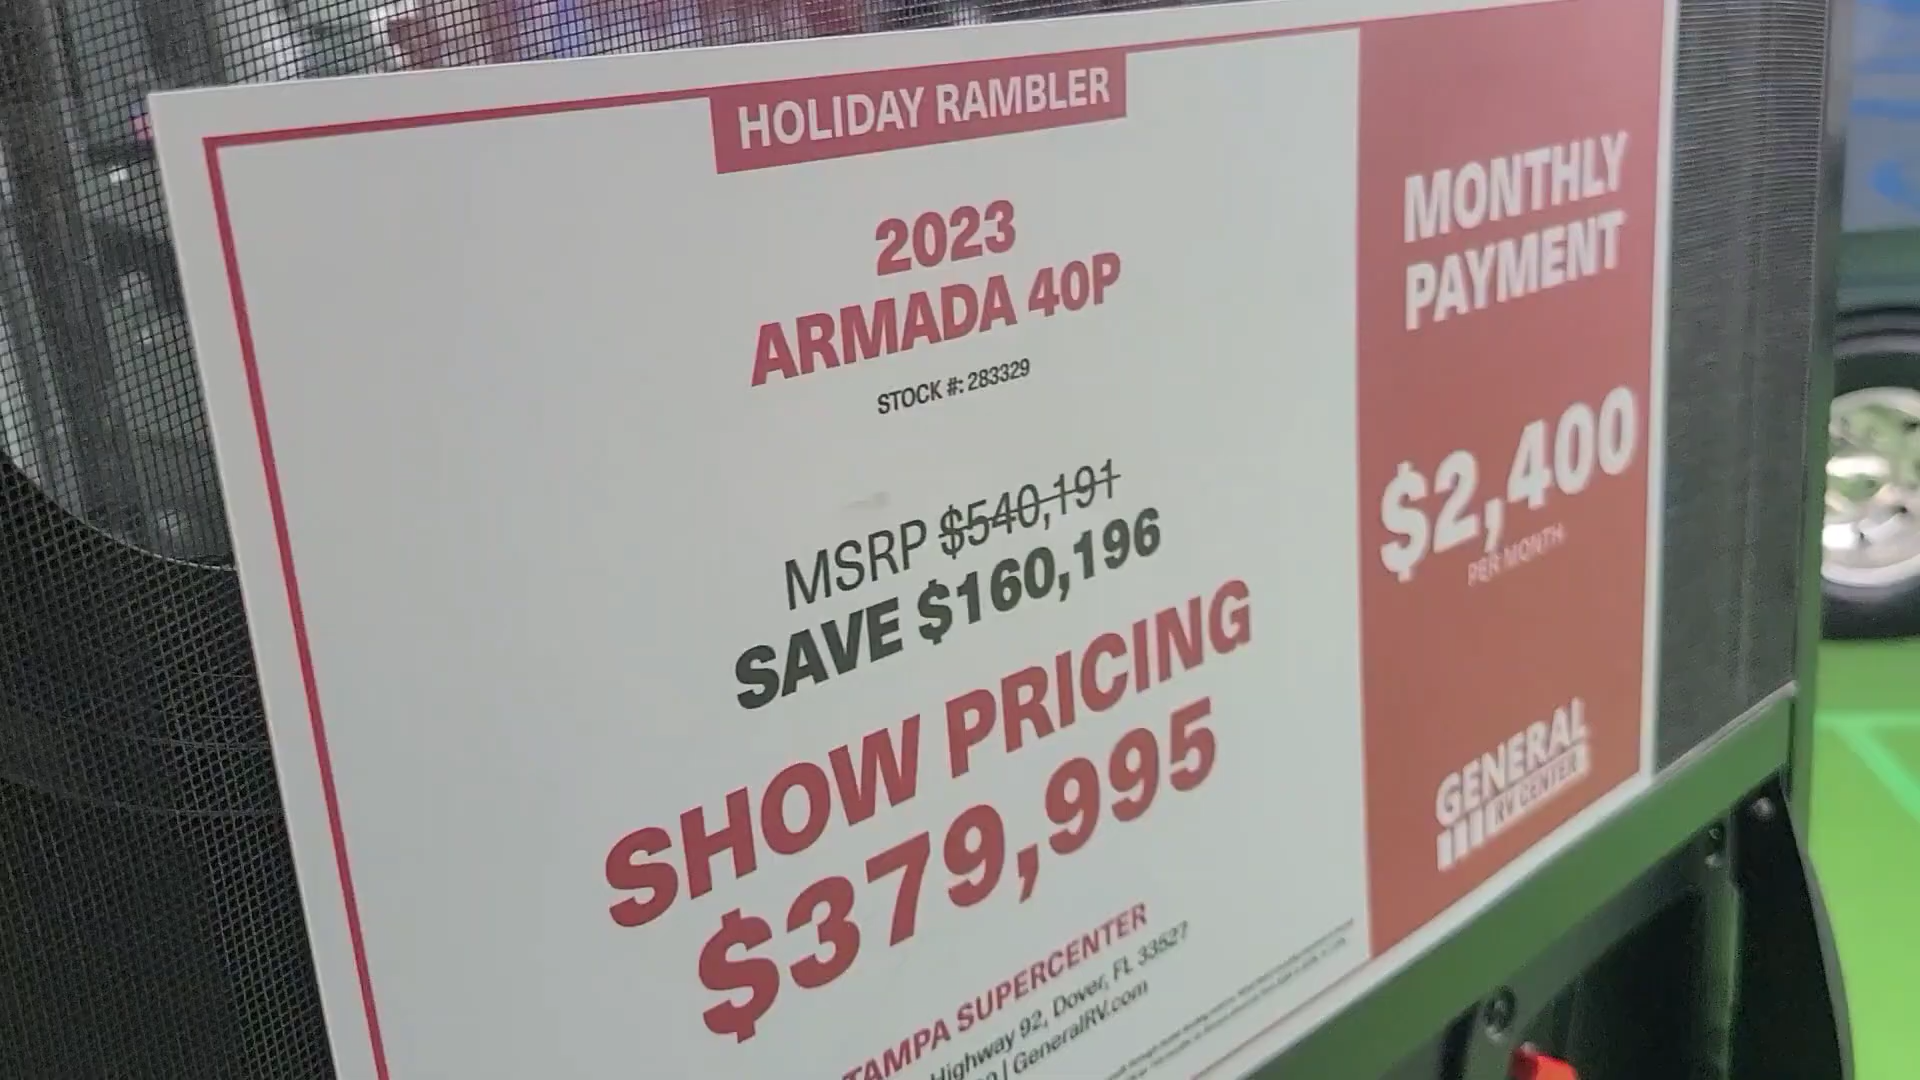 HOLIDAY RAMBLER
2023
ARMADA 40P
STOCK #: 283329
MSRP $540,191
SAVE $160,196
SHOW PRICING
$379,995
TAMPA SUPERCENTER
Highway 92, Dover, FL 33527
| GeneralRV.com
MONTHLY
PAYMENT
$2,400
PER MONTH
GENERAL
RV CENTER